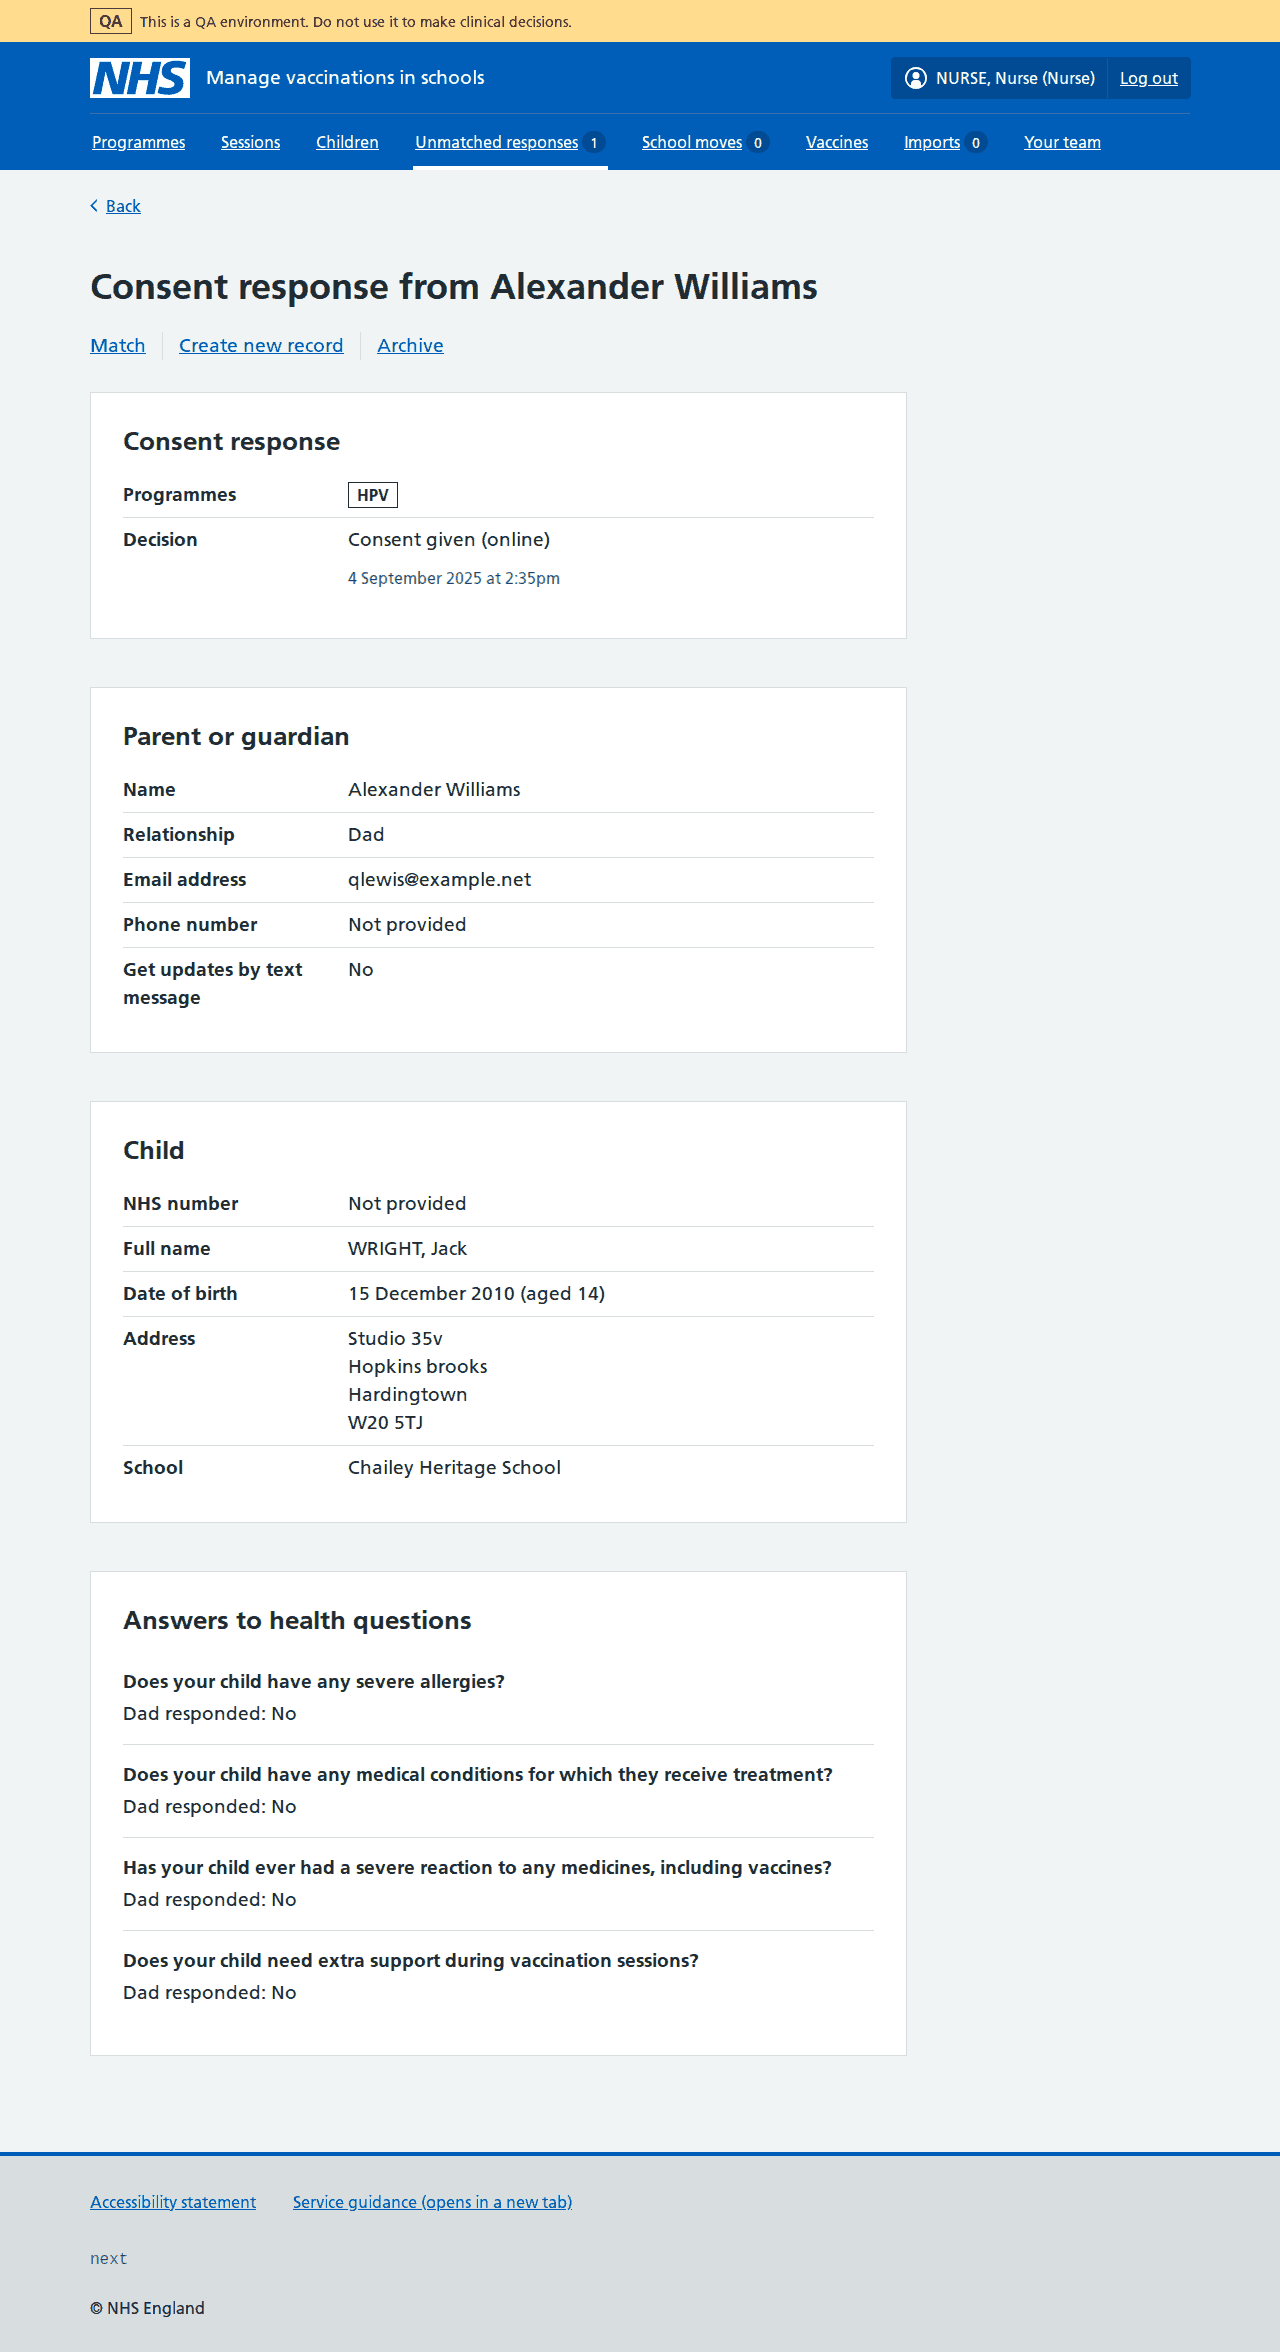 QA This is a QA environment. Do not use it to make clinical decisions.
NHS Manage vaccinations in schools NURSE, Nurse (Nurse) Log out
Programmes Sessions Children Unmatched responses 1 School moves 0 Vaccines Imports 0 Your team
Back
Consent response from Alexander Williams
Match Create new record Archive
Consent response
Programmes HPV
Decision Consent given (online)
4 September 2025 at 2:35pm
Parent or guardian
Name Alexander Williams
Relationship Dad
Email address qlewis@example.net
Phone number Not provided
Get updates by text No
message
Child
NHS number Not provided
Full name WRIGHT, Jack
Date of birth 15 December 2010 (aged 14)
Address Studio 35v
Hopkins brooks
Hardingtown
W20 5TJ
School Chailey Heritage School
Answers to health questions
Does your child have any severe allergies?
Dad responded: No
Does your child have any medical conditions for which they receive treatment?
Dad responded: No
Has your child ever had a severe reaction to any medicines, including vaccines?
Dad responded: No
Does your child need extra support during vaccination sessions?
Dad responded: No
Accessibility statement Service guidance (opens in a new tab)
next
© NHS England